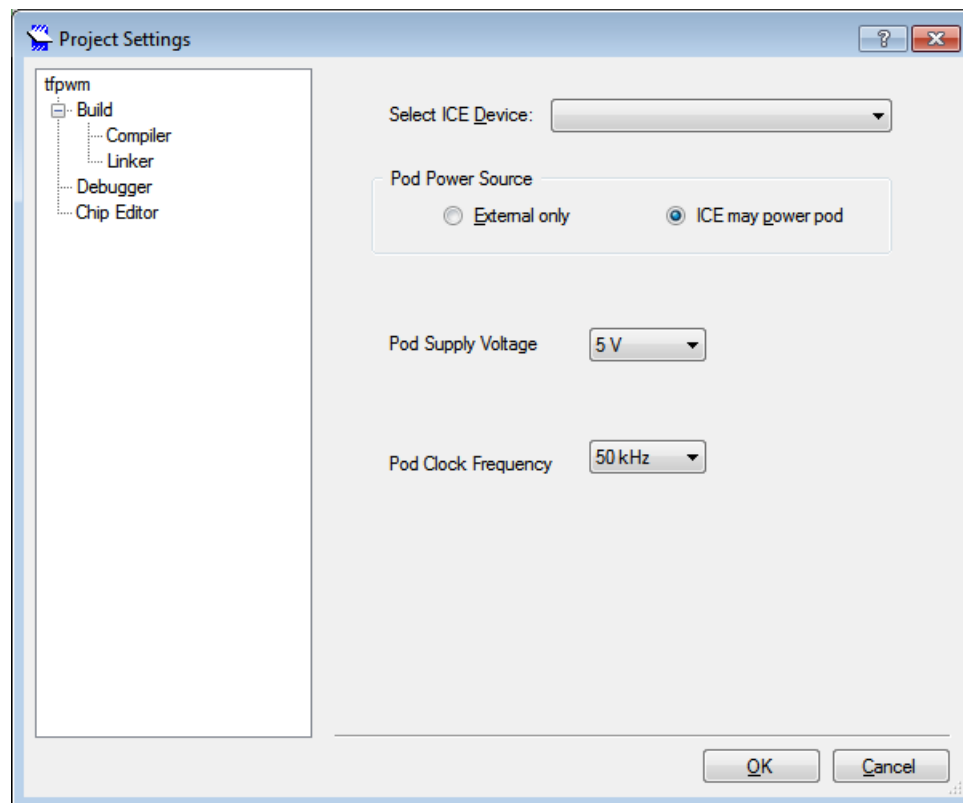 Project Settings
tfpwm
Build
Compiler
Linker
Debugger
Chip Editor
Select ICE Device:
Pod Power Source
External only
ICE may power pod
Pod Supply Voltage
5 V
Pod Clock Frequency
50 kHz
OK
Cancel